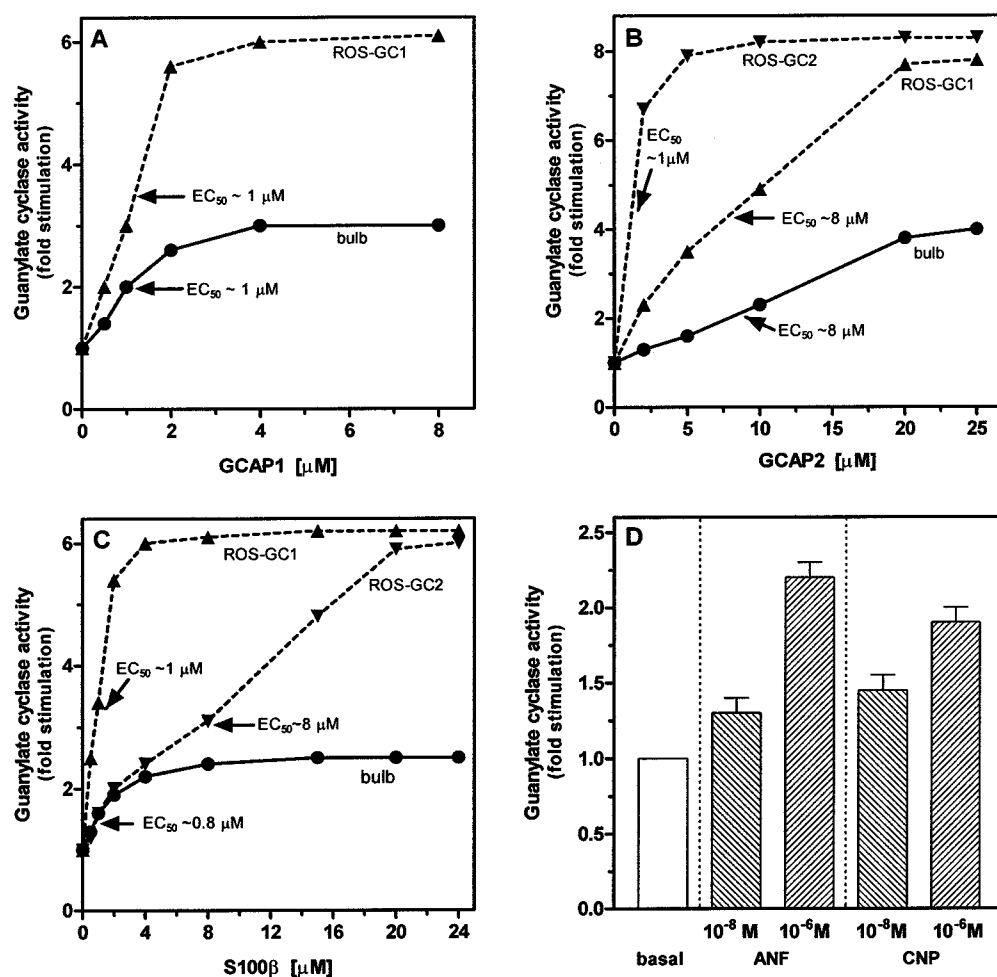 A
Guanylate cyclase activity
(fold stimulation)
6
4
2
0
ROS-GC1
EC50 ~ 1 μM
bulb
EC50 ~ 1 μM
0 2 4 6 8
GCAP1 [μM]
B
Guanylate cyclase activity
(fold stimulation)
8
6
4
2
0
ROS-GC2
ROS-GC1
EC50
~1μM
EC50 ~8 μM
bulb
EC50 ~8 μM
0 5 10 15 20 25
GCAP2 [μM]
C
Guanylate cyclase activity
(fold stimulation)
6
4
2
0
ROS-GC1
ROS-GC2
EC50 ~1 μM
EC50~8 μM
bulb
EC50 ~0.8 μM
0 4 8 12 16 20 24
S100β [μM]
D
Guanylate cyclase activity
(fold stimulation)
2.5
2.0
1.5
1.0
0.5
0.0
10-8 M 10-6M 10-8M 10-6M
basal ANF CNP